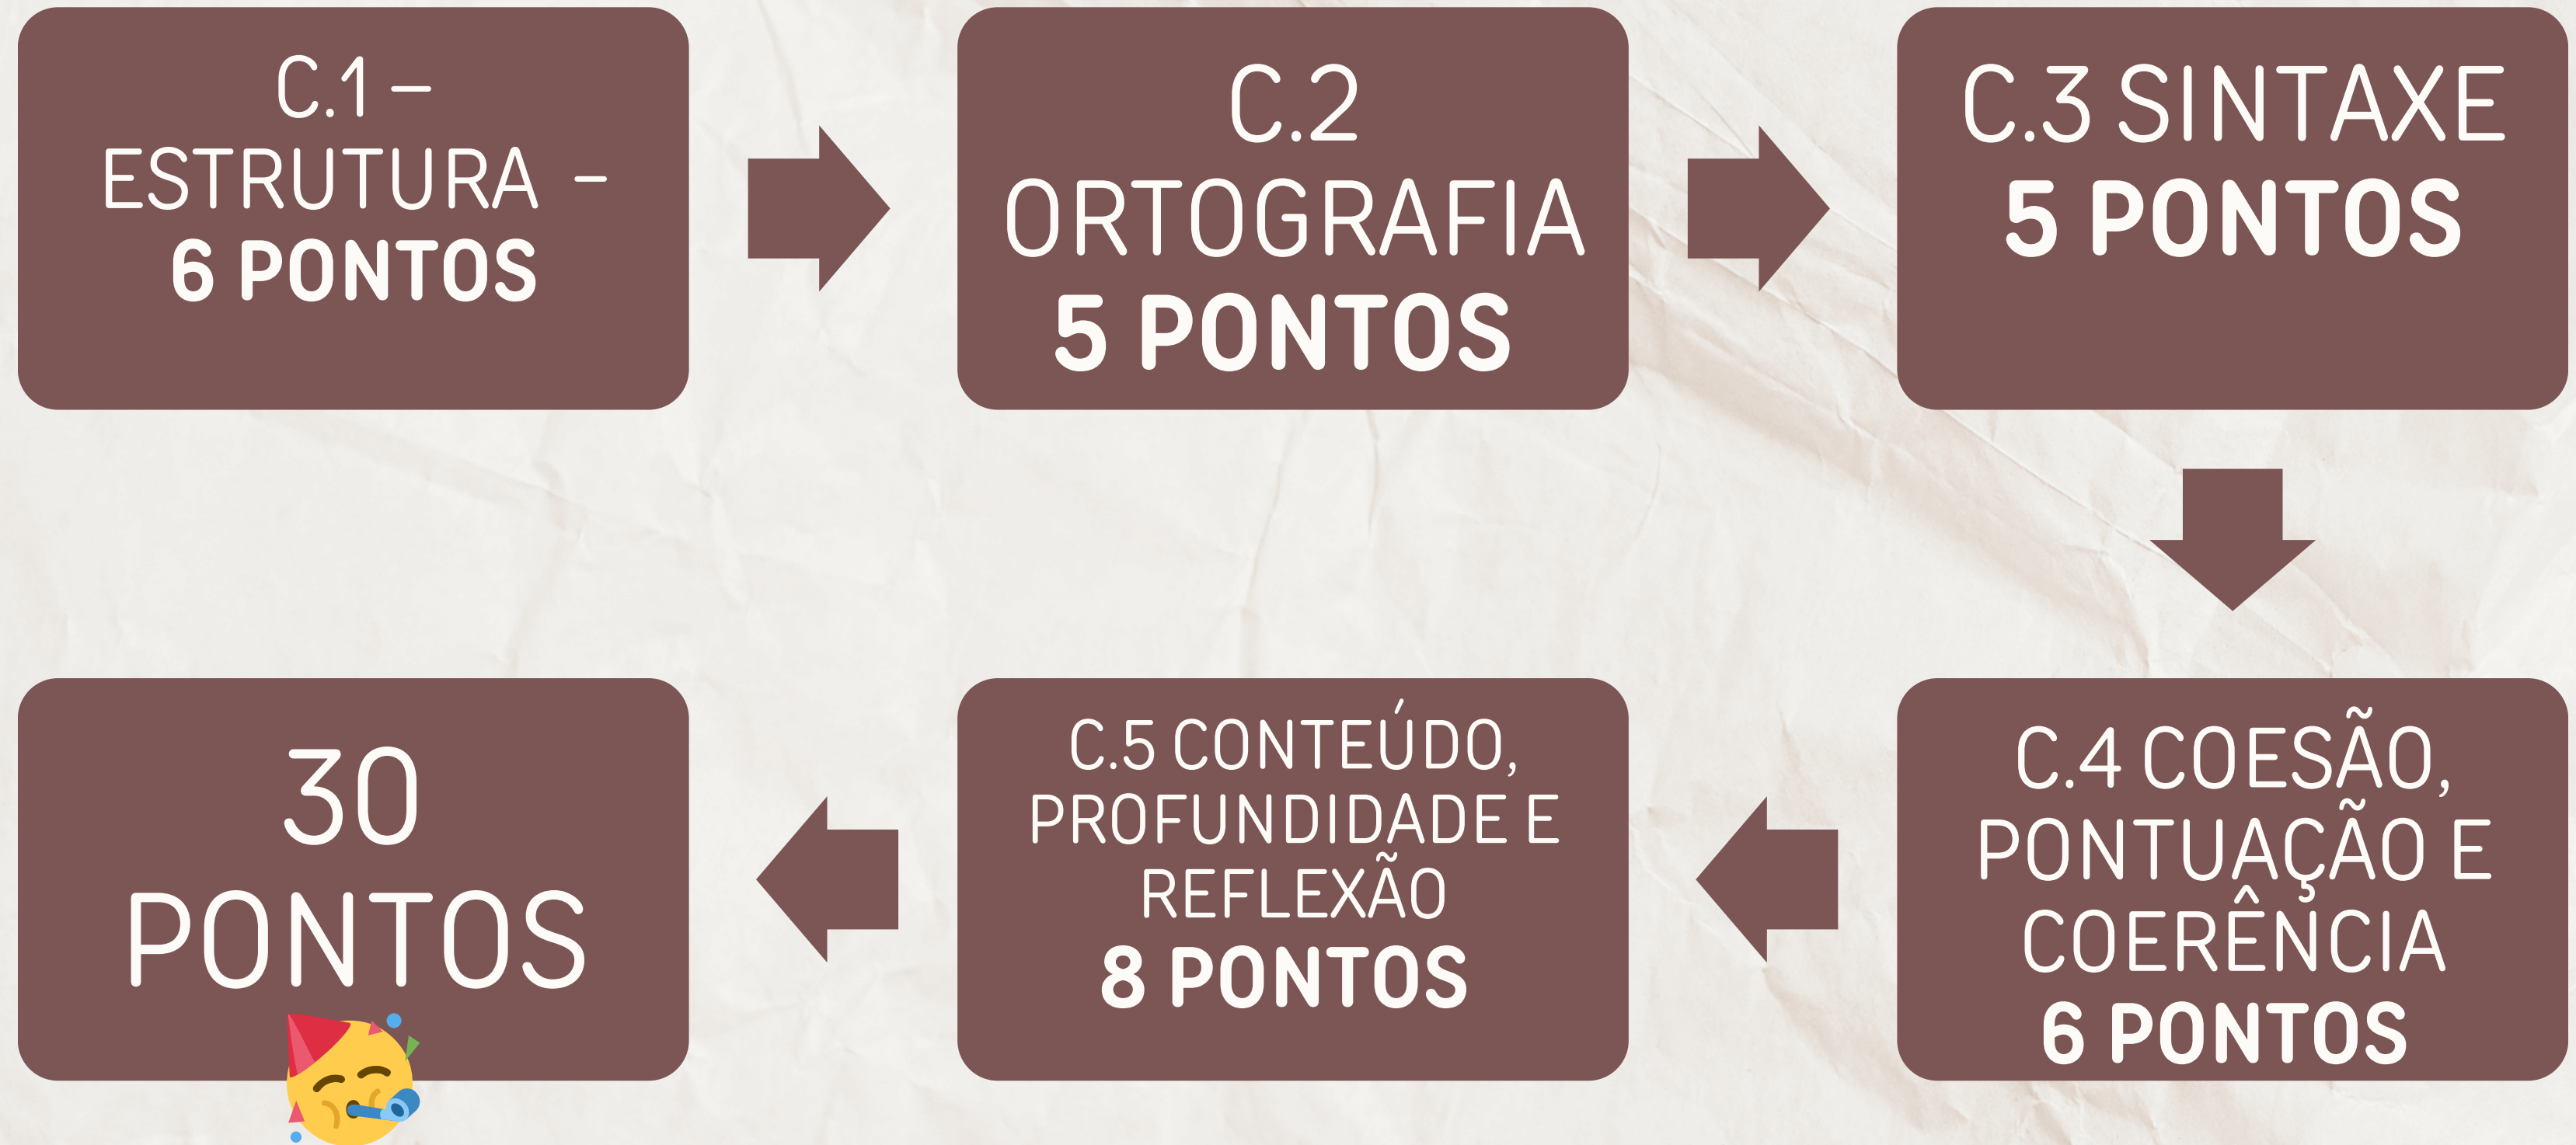 C.1 –
ESTRUTURA –
6 PONTOS
C.2
ORTOGRAFIA
5 PONTOS
C.3 SINTAXE
5 PONTOS
C.4 COESÃO,
PONTUAÇÃO E
COERÊNCIA
6 PONTOS
C.5 CONTEÚDO,
PROFUNDIDADE E
REFLEXÃO
8 PONTOS
30
PONTOS